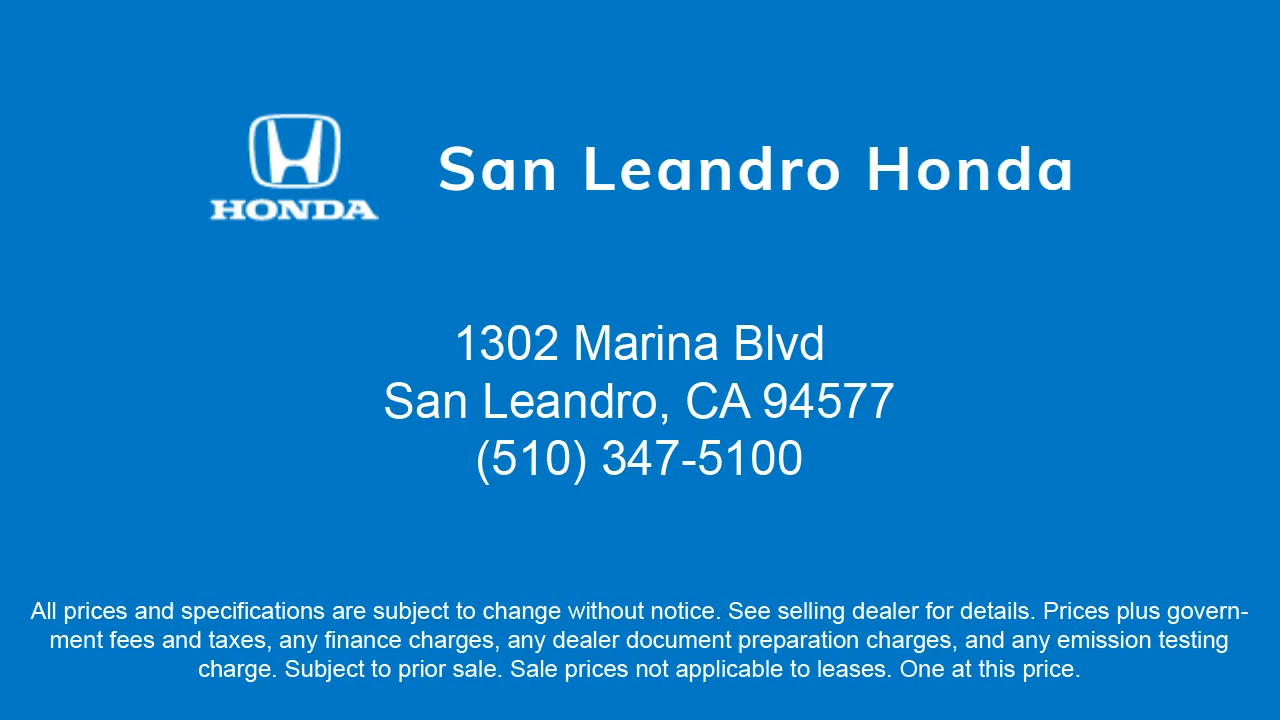 HONDA
San Leandro Honda
1302 Marina Blvd
San Leandro, CA 94577
(510) 347-5100
All prices and specifications are subject to change without notice. See selling dealer for details. Prices plus govern-
ment fees and taxes, any finance charges, any dealer document preparation charges, and any emission testing
charge. Subject to prior sale. Sale prices not applicable to leases. One at this price.